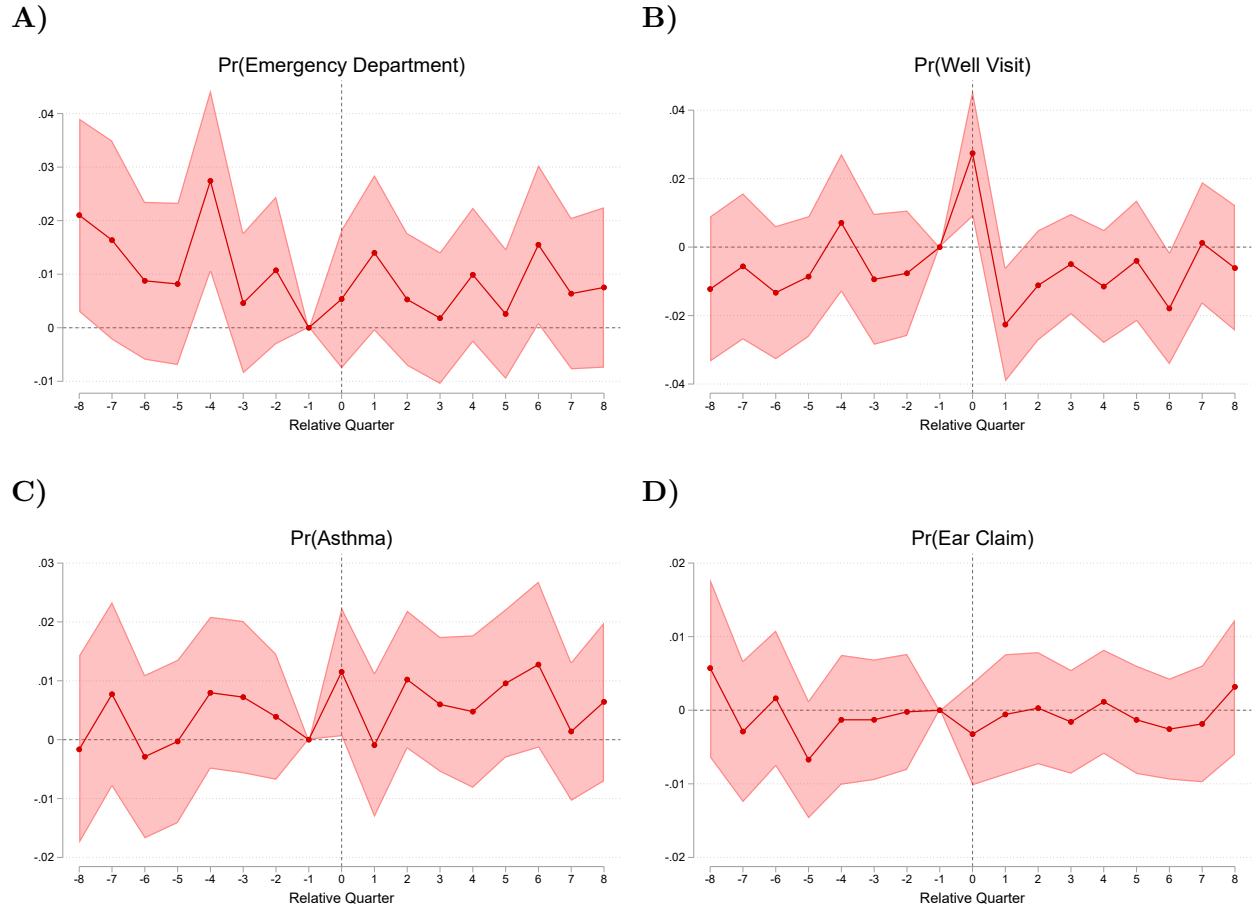 A)
Pr(Emergency Department)
.04
.03
.02
.01
0
-.01
-8 -7 -6 -5 -4 -3 -2 -1 0 1 2 3 4 5 6 7 8
Relative Quarter
B)
Pr(Well Visit)
.04
.02
0
-.02
-.04
-8 -7 -6 -5 -4 -3 -2 -1 0 1 2 3 4 5 6 7 8
Relative Quarter
C)
Pr(Asthma)
.03
.02
.01
0
-.01
-.02
-8 -7 -6 -5 -4 -3 -2 -1 0 1 2 3 4 5 6 7 8
Relative Quarter
D)
Pr(Ear Claim)
.02
.01
0
-.01
-.02
-8 -7 -6 -5 -4 -3 -2 -1 0 1 2 3 4 5 6 7 8
Relative Quarter